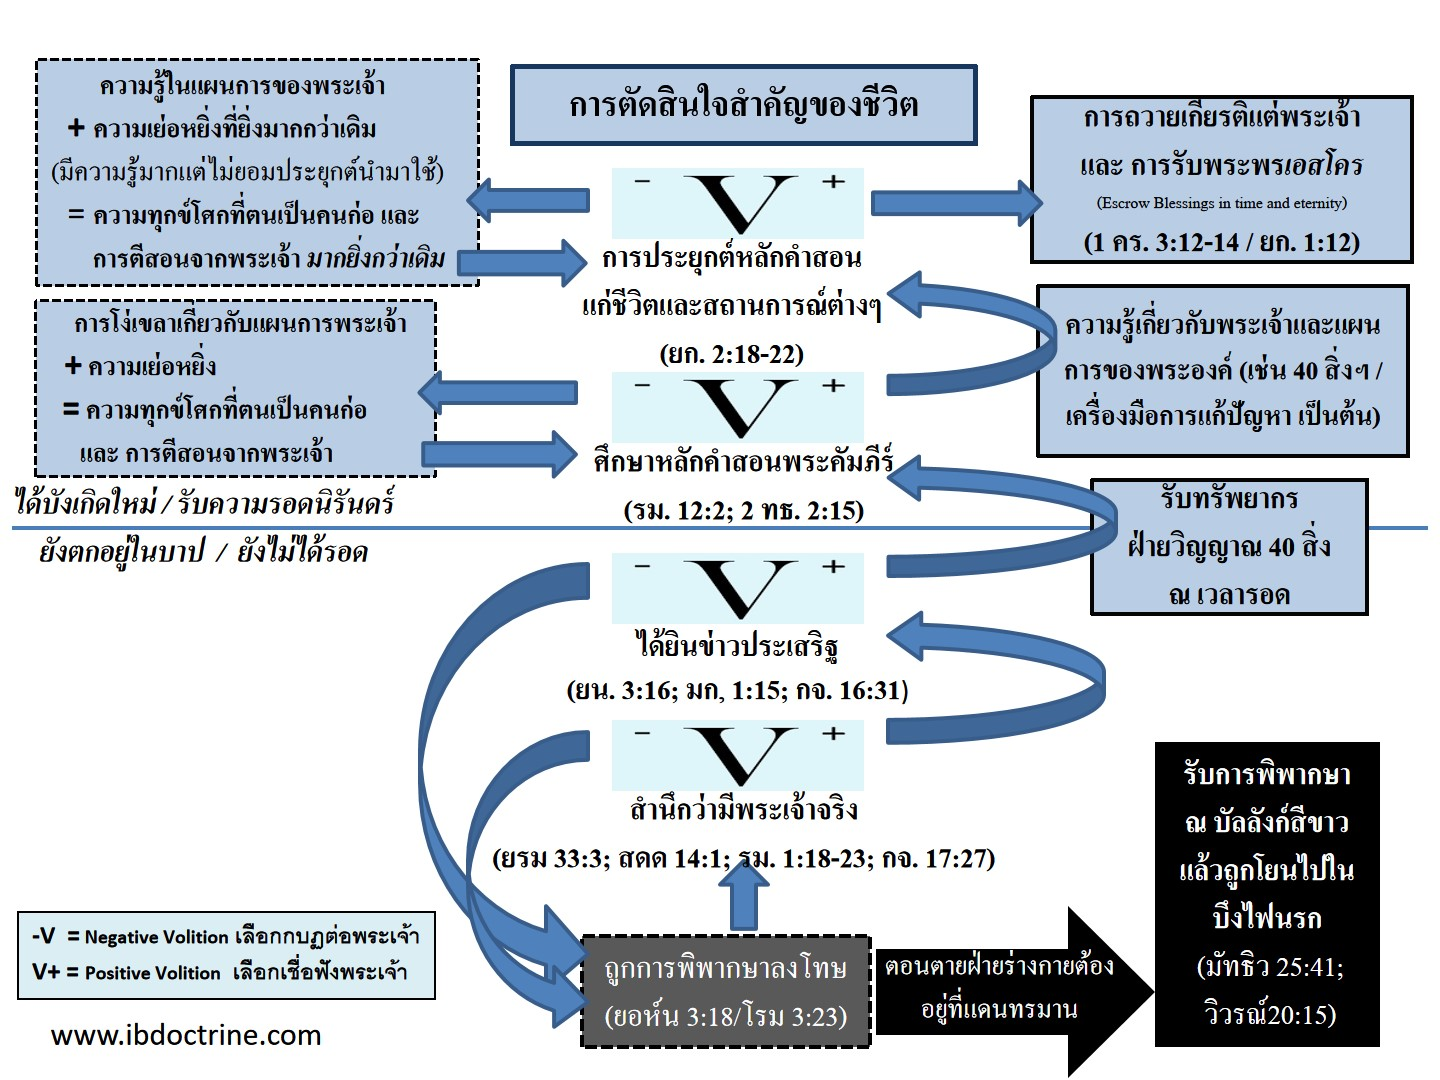 การตัดสินใจสำคัญของชีวิต
ความรู้ในแผนการของพระเจ้า
+ ความเย่อหยิ่งที่ยิ่งมากกว่าเดิม
(มีความรู้มากแต่ไม่ยอมประยุกต์นำมาใช้)
= ความทุกข์โศกที่ตนเป็นคนก่อ และ
การตีสอนจากพระเจ้า มากยิ่งกว่าเดิม
– V +
การประยุกต์หลักคำสอน
แก่ชีวิตและสถานการณ์ต่างๆ
(ยก. 2:18-22)
การถวายเกียรติแด่พระเจ้า
และ การรับพระพรเอสโคร
(Escrow Blessings in time and eternity)
(1 คร. 3:12-14 / ยก. 1:12)
การโง่เขลาเกี่ยวกับแผนการพระเจ้า
+ ความเย่อหยิ่ง
= ความทุกข์โศกที่ตนเป็นคนก่อ
และ การตีสอนจากพระเจ้า
– V +
ศึกษาหลักคำสอนพระคัมภีร์
(รม. 12:2; 2 ทธ. 2:15)
ความรู้เกี่ยวกับพระเจ้าและแผน
การของพระองค์ (เช่น 40 สิ่งฯ /
เครื่องมือการแก้ปัญหา เป็นต้น)
ได้บังเกิดใหม่ / รับความรอดนิรันดร์
ยังตกอยู่ในบาป / ยังไม่ได้รอด
รับทรัพยากร
ฝ่ายวิญญาณ 40 สิ่ง
ณ เวลารอด
– V +
ได้ยินข่าวประเสริฐ
(ยน. 3:16; มก, 1:15; กจ. 16:31)
– V +
สำนึกว่ามีพระเจ้าจริง
(ยรม 33:3; สดด 14:1; รม. 1:18-23; กจ. 17:27)
-V = Negative Volition เลือกกบฏต่อพระเจ้า
V+ = Positive Volition เลือกเชื่อฟังพระเจ้า
www.ibdoctrine.com
ถูกการพิพากษาลงโทษ
(ยอห์น 3:18/โรม 3:23)
ตอนตายฝ่ายร่างกายต้อง
อยู่ที่แดนทรมาน
รับการพิพากษา
ณ บัลลังก์สีขาว
แล้วถูกโยนไปใน
บึงไฟนรก
(มัทธิว 25:41;
วิวรณ์20:15)